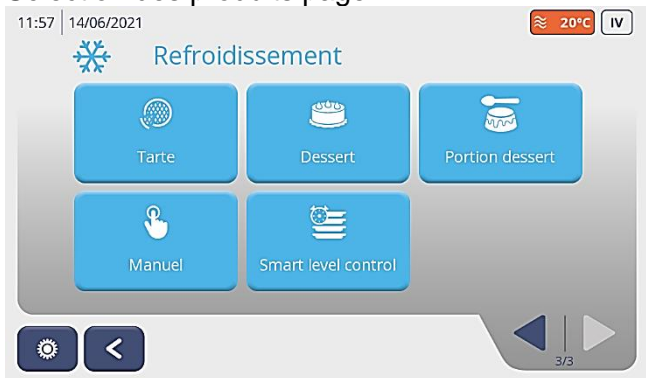 11:57 14/06/2021 20°C IV
Refroidissement
Tarte Dessert Portion dessert
Manuel Smart level control
3/3